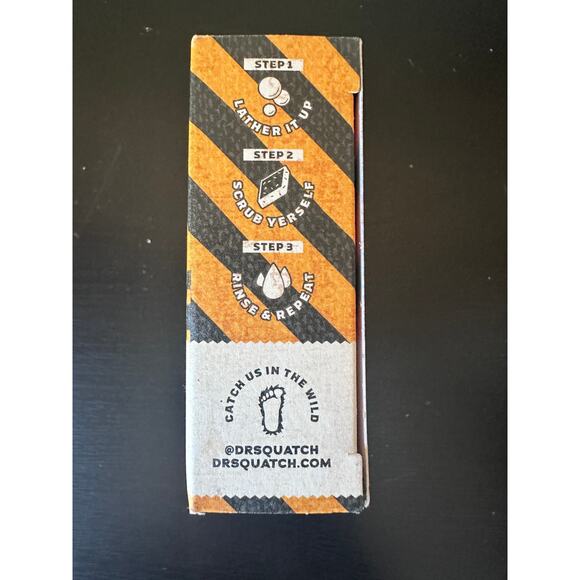 STEP 1
LATHER IT UP
STEP 2
SCRUB YERSELF
STEP 3
RINSE & REPEAT
CATCH US IN THE WILD
@DRSQUATCH
DRSQUATCH.COM